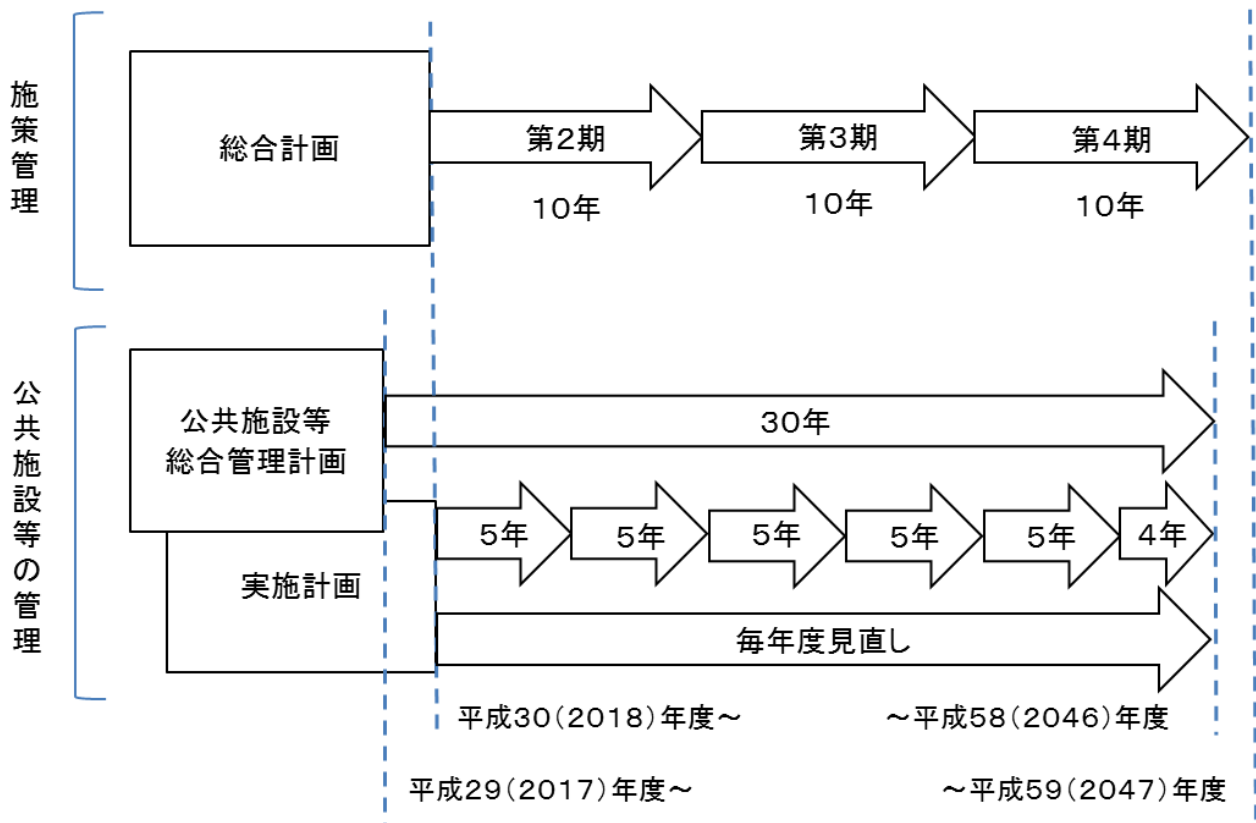 施策管理
総合計画
第2期
第3期
第4期
10年
10年
10年
公共施設等の管理
公共施設等
総合管理計画
30年
5年
5年
5年
5年
5年
4年
実施計画
毎年度見直し
平成30(2018)年度～
～平成58(2046)年度
平成29(2017)年度～
～平成59(2047)年度